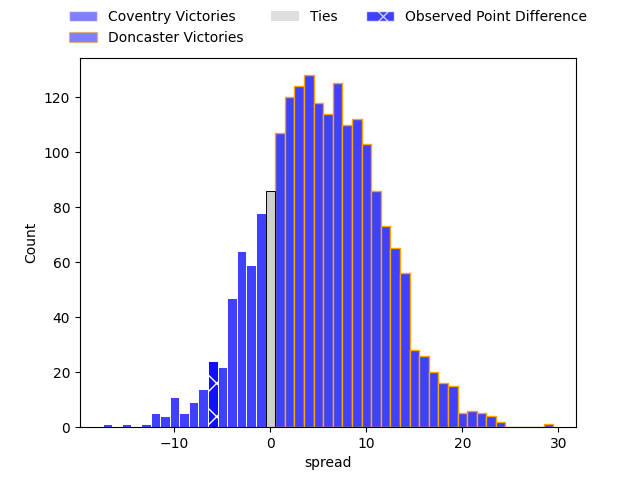 Coventry Victories
Ties
Observed Point Difference
Doncaster Victories
120
100
80
60
40
20
0
Count
−10
0
10
20
30
spread